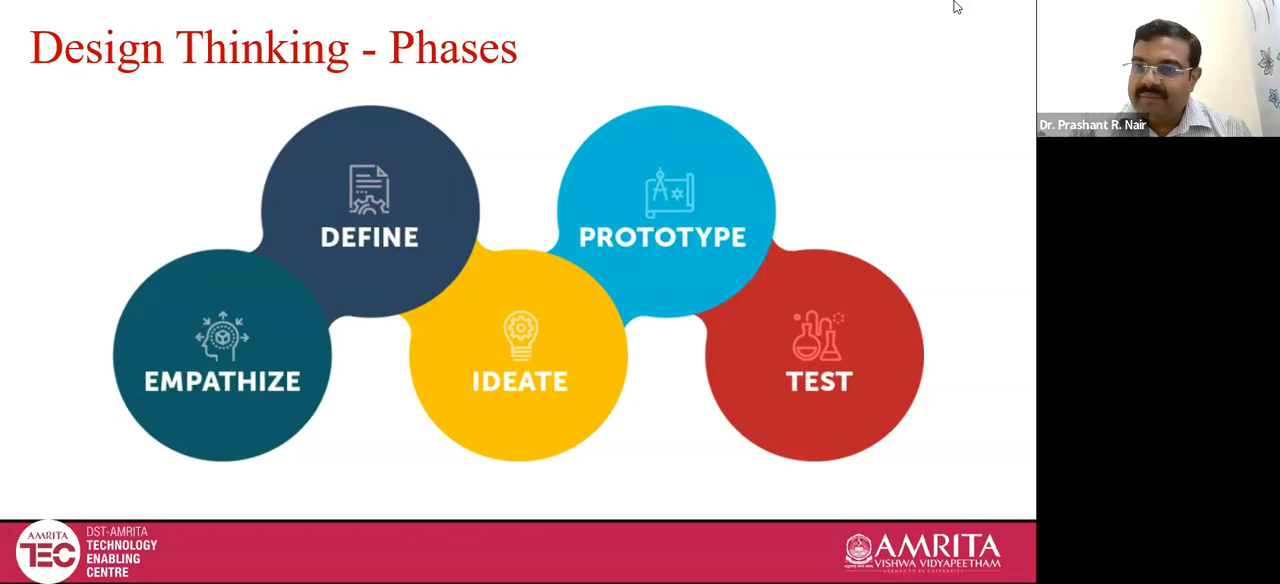 Design Thinking - Phases
Dr. Prashant R. Nair
DEFINE
PROTOTYPE
EMPATHIZE
IDEATE
TEST
AMRITA
TEC
DST-AMRITA
TECHNOLOGY
ENABLING
CENTRE
AMRITA
VISHWA VIDYAPEETHAM